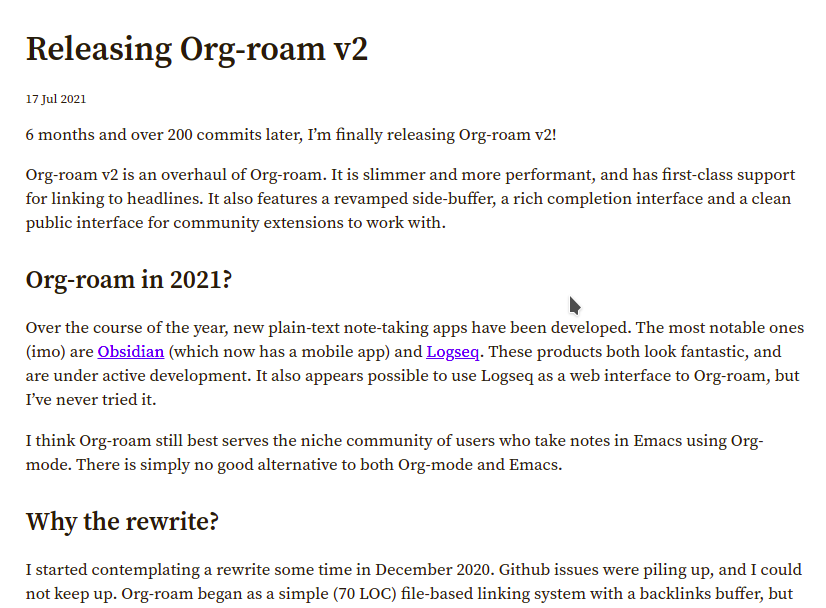 Releasing Org-roam v2
17 Jul 2021
6 months and over 200 commits later, I’m finally releasing Org-roam v2!
Org-roam v2 is an overhaul of Org-roam. It is slimmer and more performant, and has first-class support
for linking to headlines. It also features a revamped side-buffer, a rich completion interface and a clean
public interface for community extensions to work with.
Org-roam in 2021?
Over the course of the year, new plain-text note-taking apps have been developed. The most notable ones
(imo) are Obsidian (which now has a mobile app) and Logseq. These products both look fantastic, and
are under active development. It also appears possible to use Logseq as a web interface to Org-roam, but
I’ve never tried it.
I think Org-roam still best serves the niche community of users who take notes in Emacs using Org-
mode. There is simply no good alternative to both Org-mode and Emacs.
Why the rewrite?
I started contemplating a rewrite some time in December 2020. Github issues were piling up, and I could
not keep up. Org-roam began as a simple (70 LOC) file-based linking system with a backlinks buffer, but